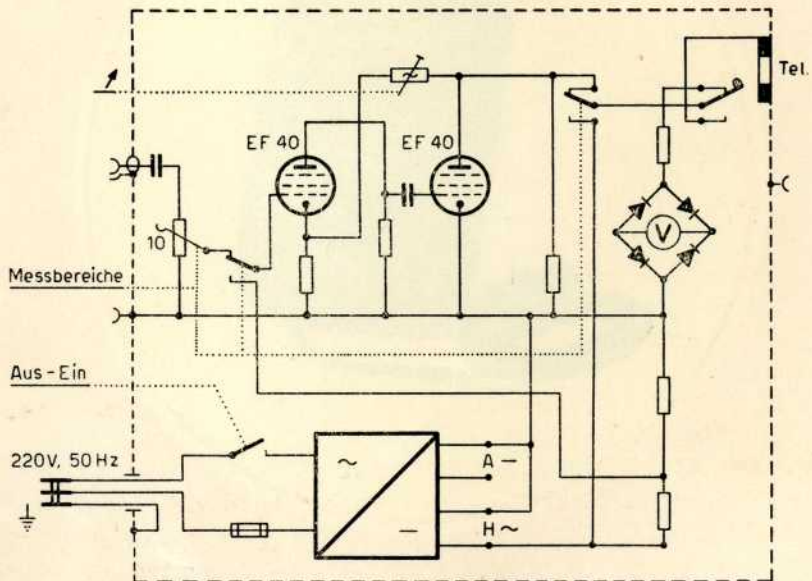 Tel.
EF 40
EF 40
10
V
Messbereiche
Aus-Ein
220V, 50 Hz
~
A –
H ~
–